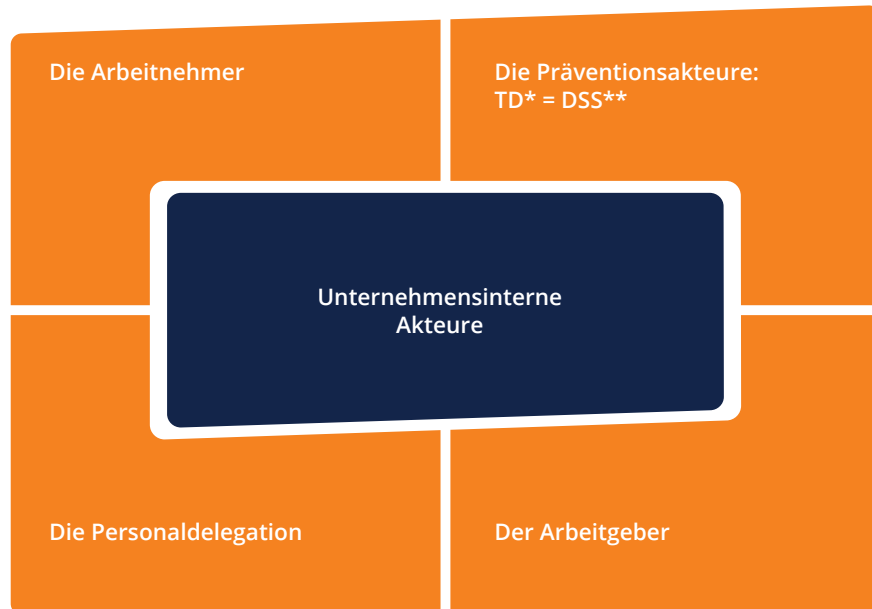 Die Arbeitnehmer
Die Präventionsakteure:
TD* = DSS**
Unternehmensinterne
Akteure
Die Personaldelegation
Der Arbeitgeber